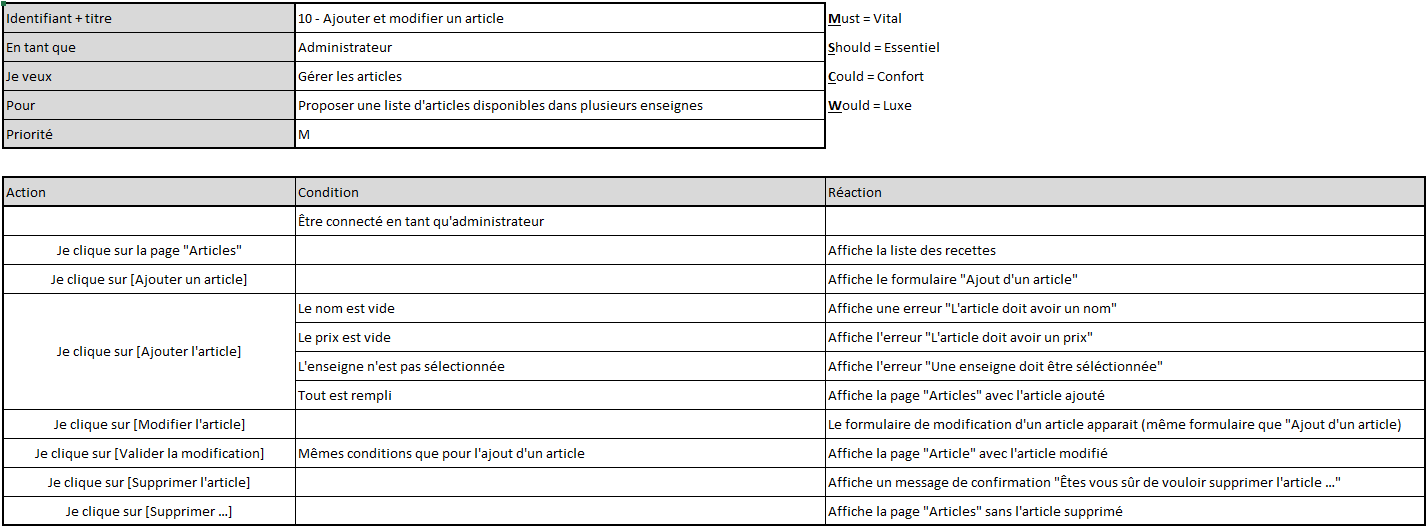 Identifiant + titre 10 - Ajouter et modifier un article Must = Vital
En tant que Administrateur Should = Essentiel
Je veux Gérer les articles Could = Confort
Pour Proposer une liste d'articles disponibles dans plusieurs enseignes Would = Luxe
Priorité M
Action Condition Réaction
Être connecté en tant qu'administrateur
Je clique sur la page "Articles" Affiche la liste des recettes
Je clique sur [Ajouter un article] Affiche le formulaire "Ajout d'un article"
Je clique sur [Ajouter l'article] Le nom est vide Affiche une erreur "L'article doit avoir un nom"
Le prix est vide Affiche l'erreur "L'article doit avoir un prix"
L'enseigne n'est pas sélectionnée Affiche l'erreur "Une enseigne doit être séléctionnée"
Tout est rempli Affiche la page "Articles" avec l'article ajouté
Je clique sur [Modifier l'article] Le formulaire de modification d'un article apparait (même formulaire que "Ajout d'un article)
Je clique sur [Valider la modification] Mêmes conditions que pour l'ajout d'un article Affiche la page "Article" avec l'article modifié
Je clique sur [Supprimer l'article] Affiche un message de confirmation "Êtes vous sûr de vouloir supprimer l'article ..."
Je clique sur [Supprimer ...] Affiche la page "Articles" sans l'article supprimé